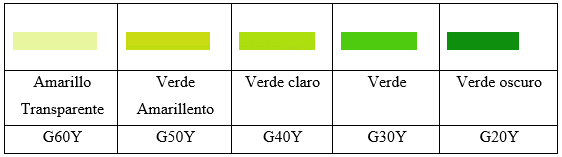 Amarillo Transparente
Verde Amarillento
Verde claro
Verde
Verde oscuro
G60Y
G50Y
G40Y
G30Y
G20Y